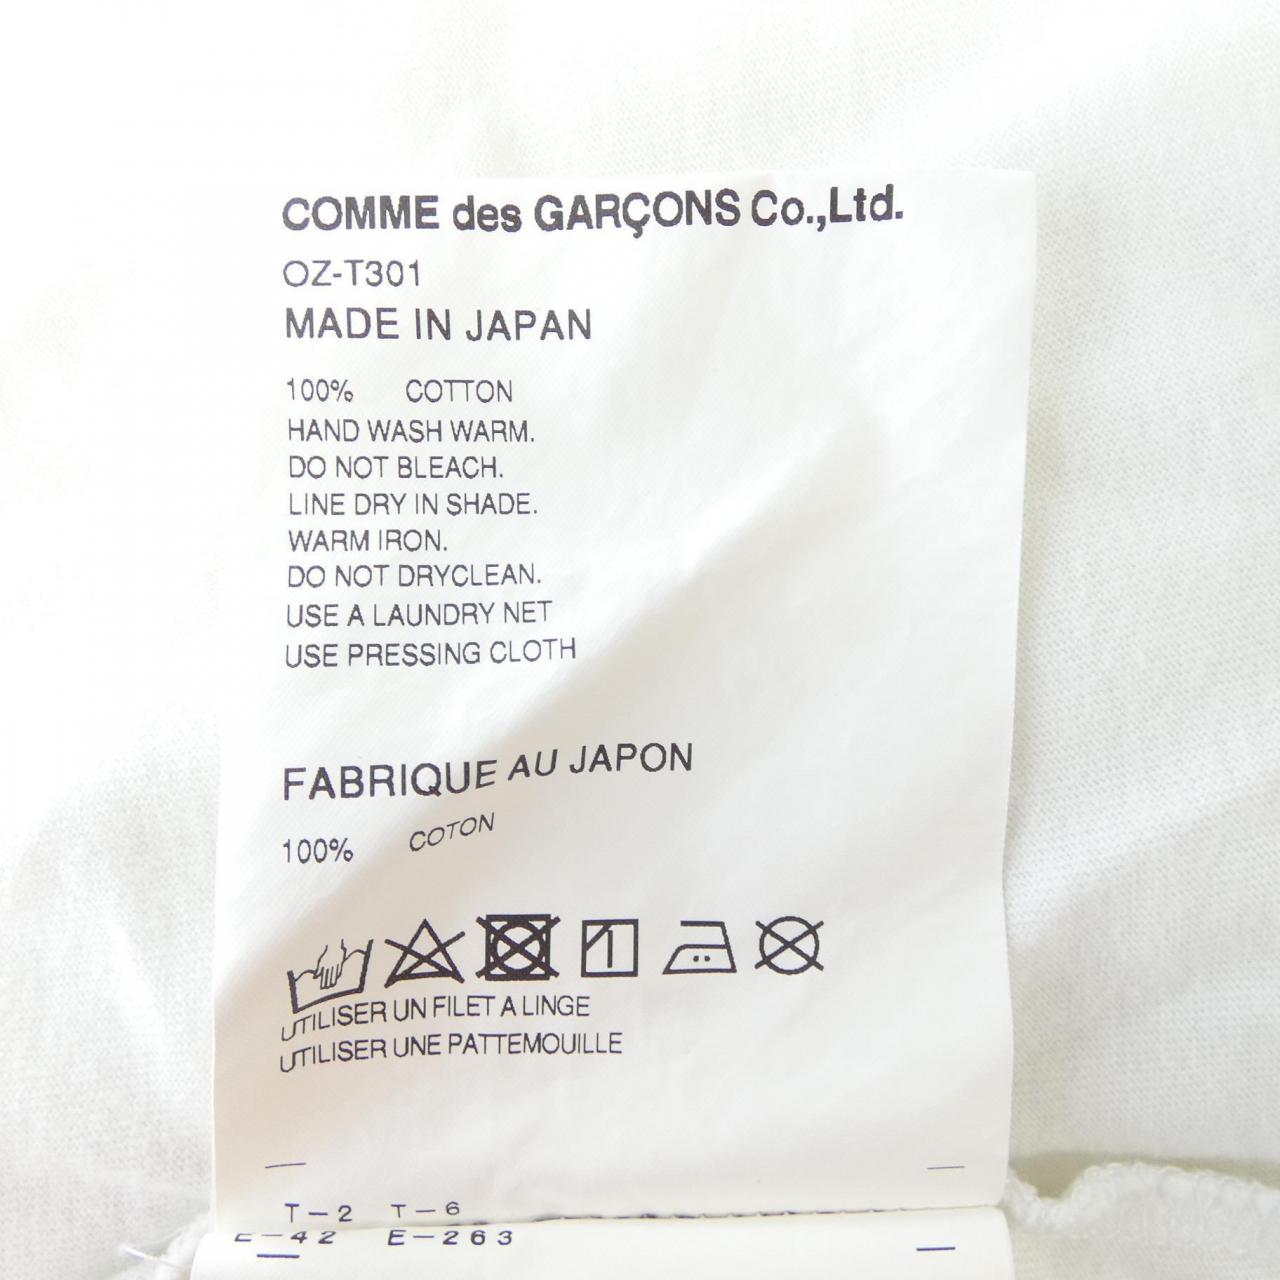 COMME des GARÇONS Co.,Ltd.
OZ-T301
MADE IN JAPAN
100% COTTON
HAND WASH WARM.
DO NOT BLEACH.
LINE DRY IN SHADE.
WARM IRON.
DO NOT DRYCLEAN.
USE A LAUNDRY NET
USE PRESSING CLOTH
FABRIQUE AU JAPON
100% COTON
UTILISER UN FILET A LINGE
UTILISER UNE PATTEMOUILLE
T-2 T-6
E-42 E-263